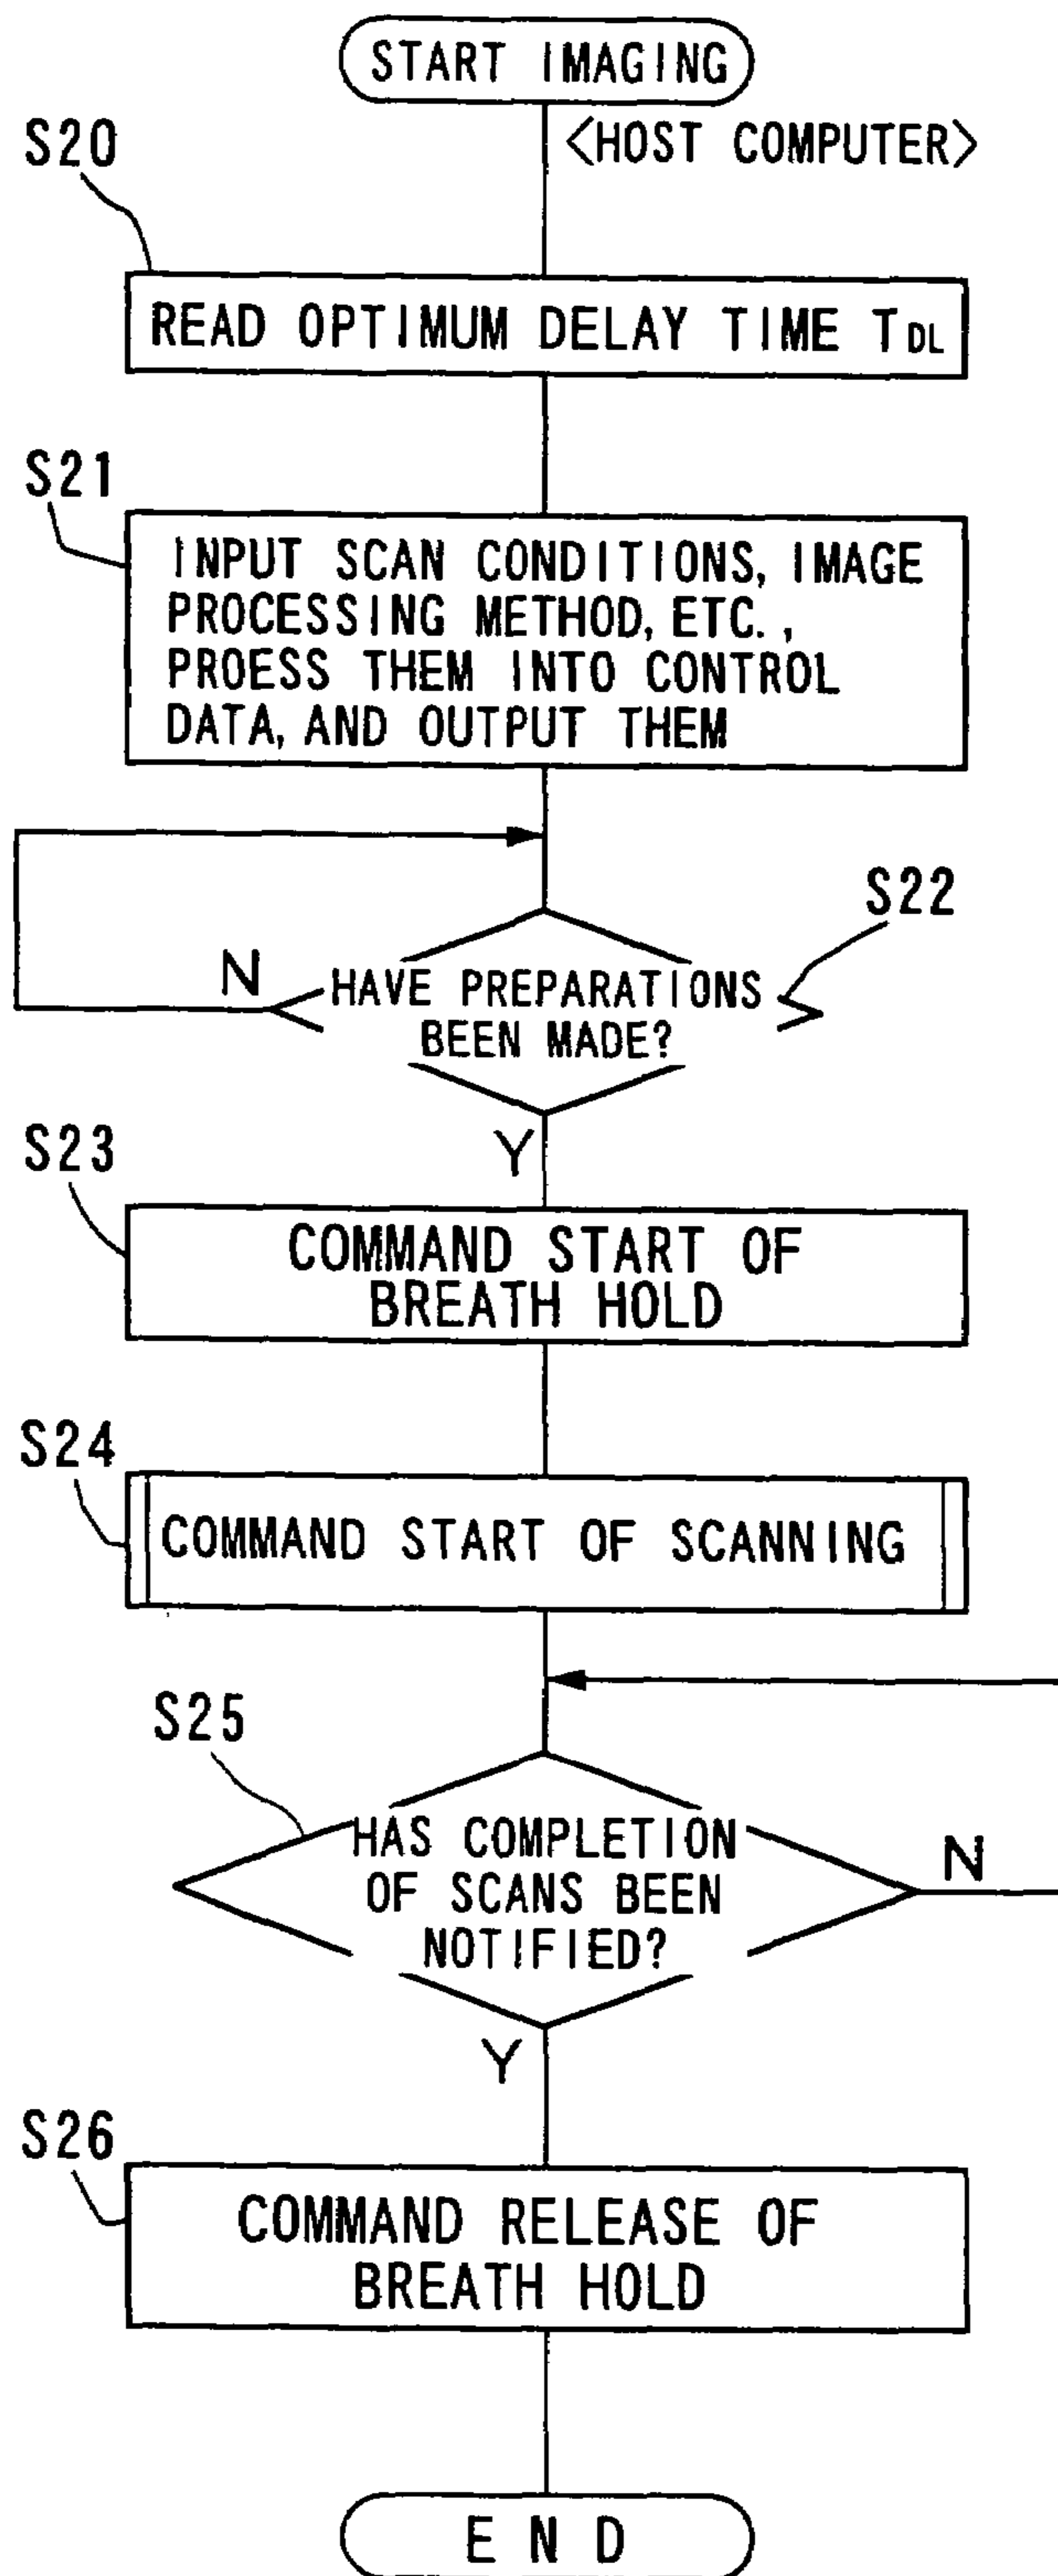 START IMAGING
<HOST COMPUTER>
S20
READ OPTIMUM DELAY TIME TDL
S21
INPUT SCAN CONDITIONS, IMAGE
PROCESSING METHOD, ETC.,
PROESS THEM INTO CONTROL
DATA, AND OUTPUT THEM
S22
N
HAVE PREPARATIONS
BEEN MADE?
Y
S23
COMMAND START OF
BREATH HOLD
S24
COMMAND START OF SCANNING
S25
HAS COMPLETION
OF SCANS BEEN
NOTIFIED?
N
Y
S26
COMMAND RELEASE OF
BREATH HOLD
END